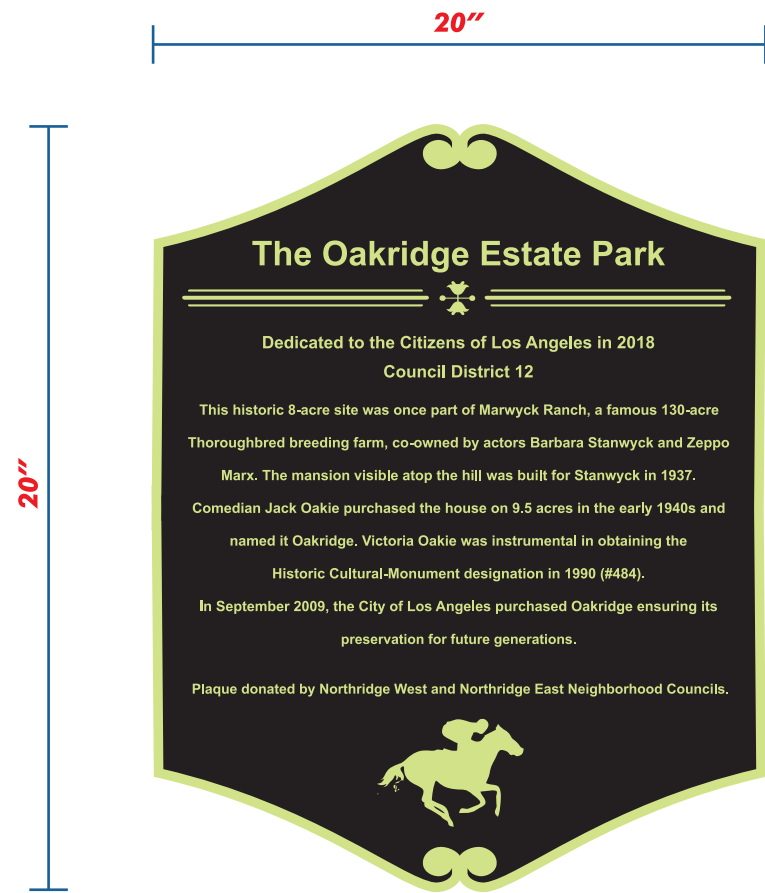 20″
20″
The Oakridge Estate Park
Dedicated to the Citizens of Los Angeles in 2018
Council District 12
This historic 8-acre site was once part of Marwyck Ranch, a famous 130-acre
Thoroughbred breeding farm, co-owned by actors Barbara Stanwyck and Zeppo
Marx. The mansion visible atop the hill was built for Stanwyck in 1937.
Comedian Jack Oakie purchased the house on 9.5 acres in the early 1940s and
named it Oakridge. Victoria Oakie was instrumental in obtaining the
Historic Cultural-Monument designation in 1990 (#484).
In September 2009, the City of Los Angeles purchased Oakridge ensuring its
preservation for future generations.
Plaque donated by Northridge West and Northridge East Neighborhood Councils.